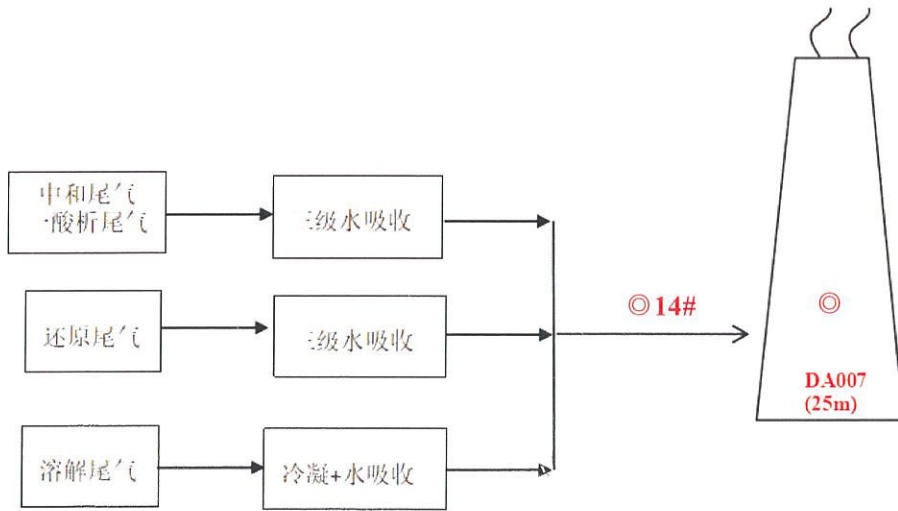 中和尾气
一酸析尾气
三级水吸收
◎14#
还原尾气
三级水吸收
◎
DA007
(25m)
溶解尾气
冷凝+水吸收